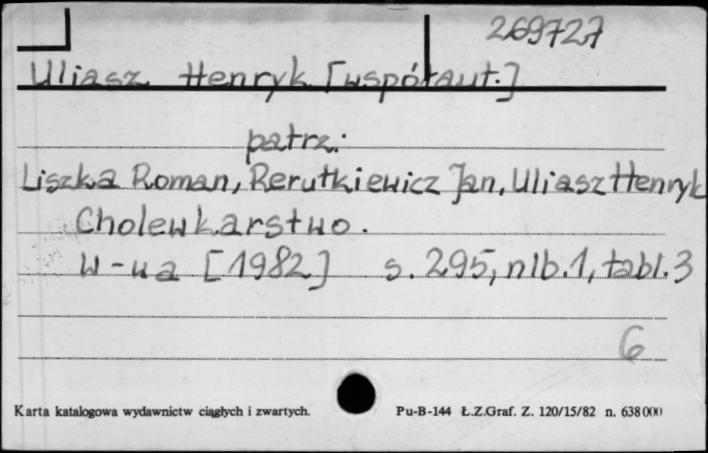 269727
Uliasz Henryk [współaut.]
patrz:
Liszka Roman, Rerutkiewicz Jan, Uliasz Henryk
Cholewkarstwo.
W-wa [1982] s. 295, nlb.1, tabl.3
6
Karta katalogowa wydawnictw ciągłych i zwartych.
Pu-B-144 Ł.Z.Graf. Z. 120/15/82 n. 638000